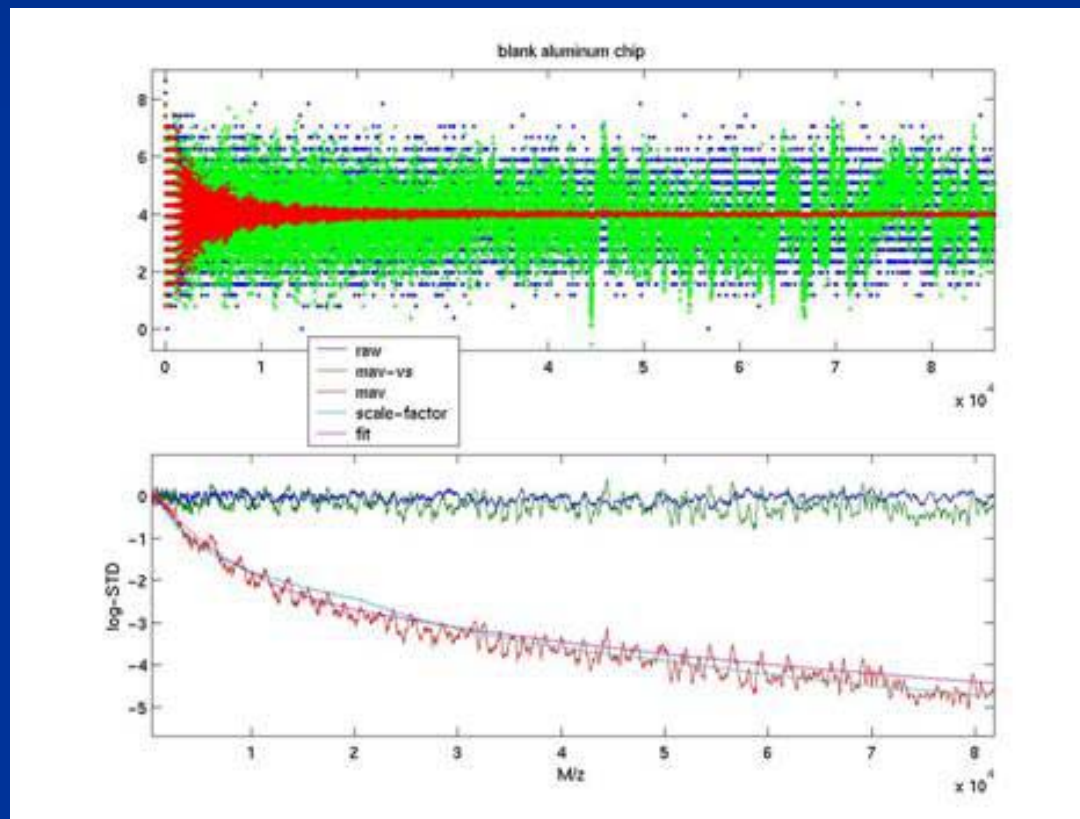 blank aluminum chip
8
6
4
2
0
0 1 4 5 6 7 8
x 10^4
raw
mav-vs
mav
scale-factor
fit
0
-1
-2
-3
-4
-5
log-STD
1 2 3 4 5 6 7 8
M/z
x 10^4